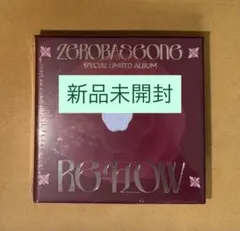 ZEROBASEONE
SPECIAL LIMITED ALBUM
新品未開封
RE-FLOW